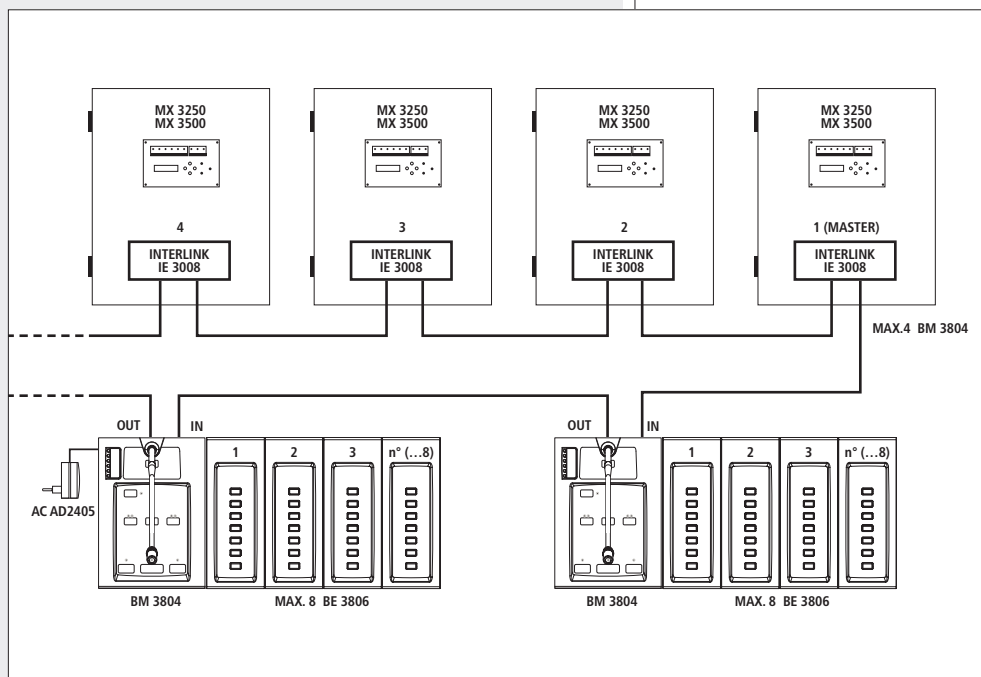 MX 3250
MX 3500
MX 3250
MX 3500
MX 3250
MX 3500
MX 3250
MX 3500
4
3
2
1 (MASTER)
INTERLINK
IE 3008
INTERLINK
IE 3008
INTERLINK
IE 3008
INTERLINK
IE 3008
MAX.4 BM 3804
OUT
IN
OUT
IN
1
2
3
n° (...8)
1
2
3
n° (...8)
AC AD2405
BM 3804
MAX. 8 BE 3806
BM 3804
MAX. 8 BE 3806